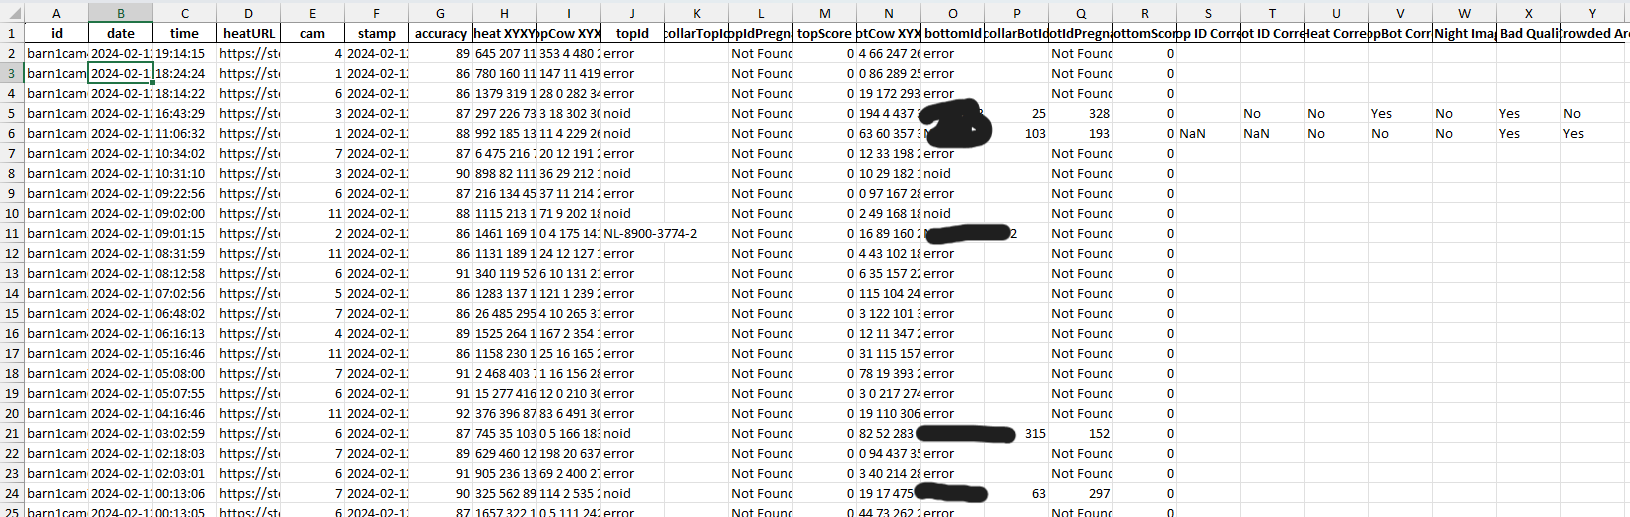 A B C D E F G H I J K L M N O P Q R S T U V W X Y
1 id date time heatURL cam stamp accuracy heat XYXY pCow XYX topId collarTopId pIdPregn topScore otCow XYX bottomId collarBotId otIdPregna ottomScor p ID Corre ot ID Corre Heat Corre pBot Corr Night Ima Bad Quali rowded Ar
2 barn1cam 2024-02-1 19:14:15 https://st 4 2024-02-1 89 645 207 11 353 4 480 error Not Found 0 4 66 247 2 error Not Found 0
3 barn1cam 2024-02-1 18:24:24 https://st 1 2024-02-1 86 780 160 11 147 11 419 error Not Found 0 0 86 289 2 error Not Found 0
4 barn1cam 2024-02-1 18:14:22 https://st 6 2024-02-1 86 1379 319 1 28 0 282 34 error Not Found 0 19 172 293 error Not Found 0
5 barn1cam 2024-02-1 16:43:29 https://st 3 2024-02-1 87 297 226 73 3 18 302 30 noid Not Found 0 194 4 437 25 328 0 No No Yes No Yes No
6 barn1cam 2024-02-1 11:06:32 https://st 1 2024-02-1 88 992 185 13 11 4 229 26 noid Not Found 0 63 60 357 103 193 0 NaN NaN No No No Yes Yes
7 barn1cam 2024-02-1 10:34:02 https://st 7 2024-02-1 87 6 475 216 20 12 191 error Not Found 0 12 33 198 error Not Found 0
8 barn1cam 2024-02-1 10:31:10 https://st 3 2024-02-1 90 898 82 111 36 29 212 noid Not Found 0 10 29 182 noid Not Found 0
9 barn1cam 2024-02-1 09:22:56 https://st 6 2024-02-1 87 216 134 45 37 11 214 error Not Found 0 0 97 167 2 error Not Found 0
10 barn1cam 2024-02-1 09:02:00 https://st 11 2024-02-1 88 1115 213 1 71 9 202 18 noid Not Found 0 2 49 168 1 noid Not Found 0
11 barn1cam 2024-02-1 09:01:15 https://st 2 2024-02-1 86 1461 169 1 0 4 175 14 NL-8900-3774-2 Not Found 0 16 89 160 2 Not Found 0
12 barn1cam 2024-02-1 08:31:59 https://st 11 2024-02-1 86 1131 189 1 24 12 127 error Not Found 0 4 43 102 1 error Not Found 0
13 barn1cam 2024-02-1 08:12:58 https://st 6 2024-02-1 91 340 119 52 6 10 131 2 error Not Found 0 6 35 157 2 error Not Found 0
14 barn1cam 2024-02-1 07:02:56 https://st 5 2024-02-1 86 1283 137 1 121 1 239 error Not Found 0 115 104 24 error Not Found 0
15 barn1cam 2024-02-1 06:48:02 https://st 7 2024-02-1 86 26 485 295 4 10 265 3 error Not Found 0 3 122 101 error Not Found 0
16 barn1cam 2024-02-1 06:16:13 https://st 4 2024-02-1 89 1525 264 1 167 2 354 error Not Found 0 12 11 347 error Not Found 0
17 barn1cam 2024-02-1 05:16:46 https://st 11 2024-02-1 86 1158 230 1 25 16 165 error Not Found 0 31 115 157 error Not Found 0
18 barn1cam 2024-02-1 05:08:00 https://st 7 2024-02-1 91 2 468 403 1 16 156 28 error Not Found 0 78 19 393 error Not Found 0
19 barn1cam 2024-02-1 05:07:55 https://st 6 2024-02-1 91 15 277 416 12 0 210 30 error Not Found 0 3 0 217 274 error Not Found 0
20 barn1cam 2024-02-1 04:16:46 https://st 11 2024-02-1 92 376 396 87 83 6 491 30 error Not Found 0 19 110 306 error Not Found 0
21 barn1cam 2024-02-1 03:02:59 https://st 6 2024-02-1 87 745 35 103 0 5 166 183 noid Not Found 0 82 52 283 315 152 0
22 barn1cam 2024-02-1 02:18:03 https://st 7 2024-02-1 89 629 460 12 198 20 637 error Not Found 0 0 94 437 3 error Not Found 0
23 barn1cam 2024-02-1 02:03:01 https://st 6 2024-02-1 91 905 236 13 69 2 400 2 error Not Found 0 3 40 214 2 error Not Found 0
24 barn1cam 2024-02-1 00:13:06 https://st 7 2024-02-1 90 325 562 89 114 2 535 noid Not Found 0 19 17 475 63 297 0
25 barn1cam 2024-02-1 00:13:05 https://st 6 2024-02-1 87 1657 322 1 0 5 111 242 error Not Found 0 44 73 262 error Not Found 0